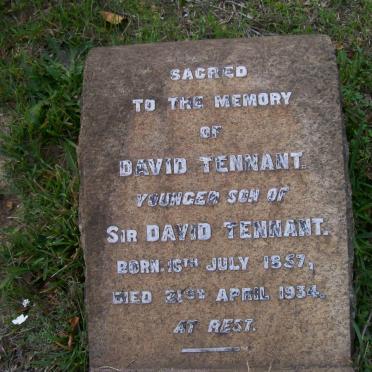 SACRED
TO THE MEMORY
OF
DAVID TENNANT
YOUNGER SON OF
SIR DAVID TENNANT.
BORN. 16TH JULY 1857,
DIED 21ST APRIL 1934.
AT REST.